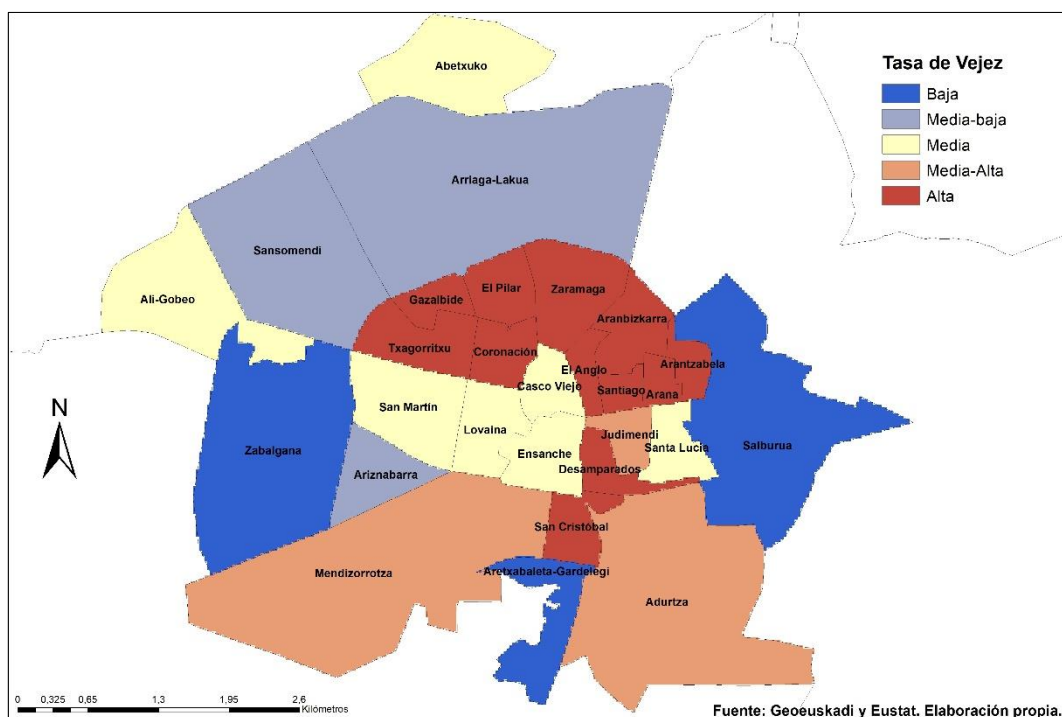 Abetxuko
Tasa de Vejez
Baja
Media-baja
Media
Media-Alta
Alta
Arriaga-Lakua
Sansomendi
Ali-Gobeo
Gazalbide
El Pilar
Zaramaga
Aranbizkarra
Txagorritxu
Coronación
El Anglo
Arantzabela
Casco Viejo
Santiago
Arana
San Martín
Lovaina
Judimendi
Santa Lucía
Salburua
Zabalgana
Ensanche
Ariznabarra
Desamparados
San Cristóbal
Mendizorrotza
Aretxabaleta-Gardelegi
Adurtza
N
0 0,325 0,65 1,3 1,95 2,6
Kilómetros
Fuente: Geoeuskadi y Eustat. Elaboración propia.